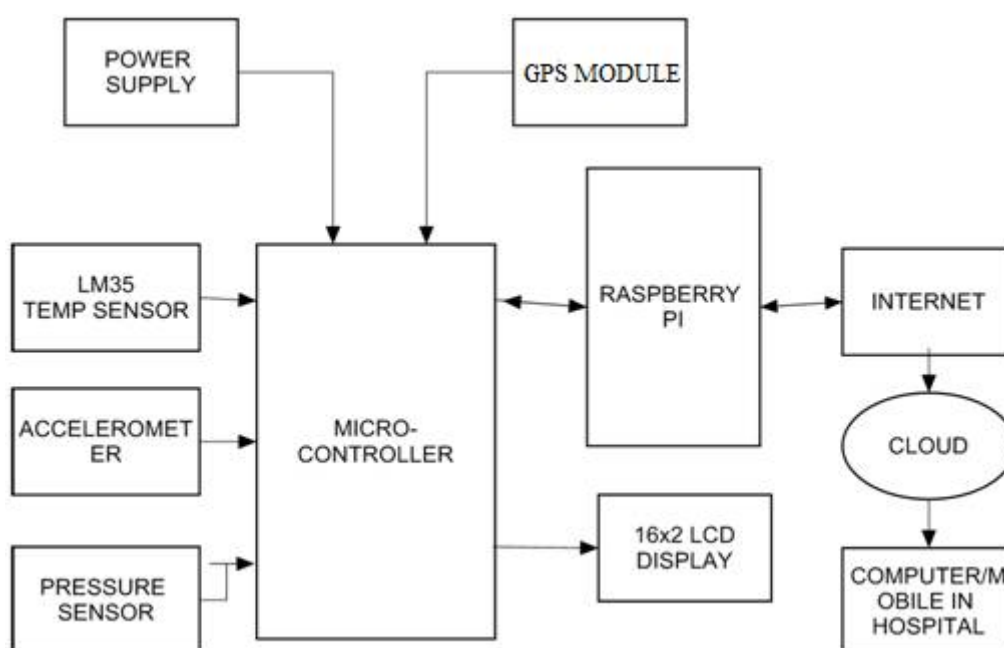 POWER
SUPPLY
GPS MODULE
LM35
TEMP SENSOR
RASPBERRY
PI
INTERNET
ACCELEROMET
ER
MICRO-
CONTROLLER
CLOUD
16x2 LCD
DISPLAY
PRESSURE
SENSOR
COMPUTER/M
OBILE IN
HOSPITAL